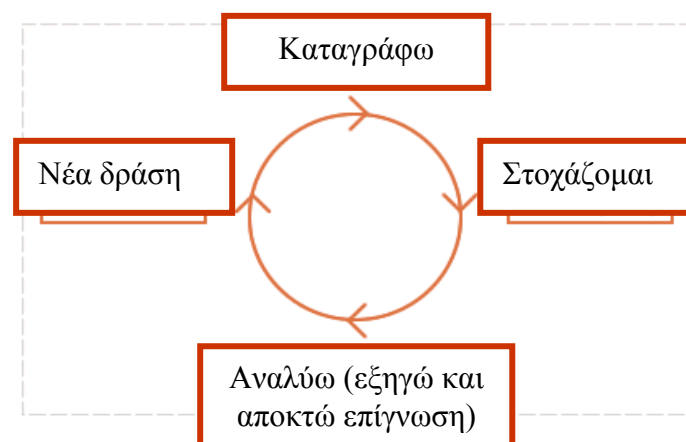 Καταγράφω
Νέα δράση
Στοχάζομαι
Αναλύω (εξηγώ και
αποκτώ επίγνωση)